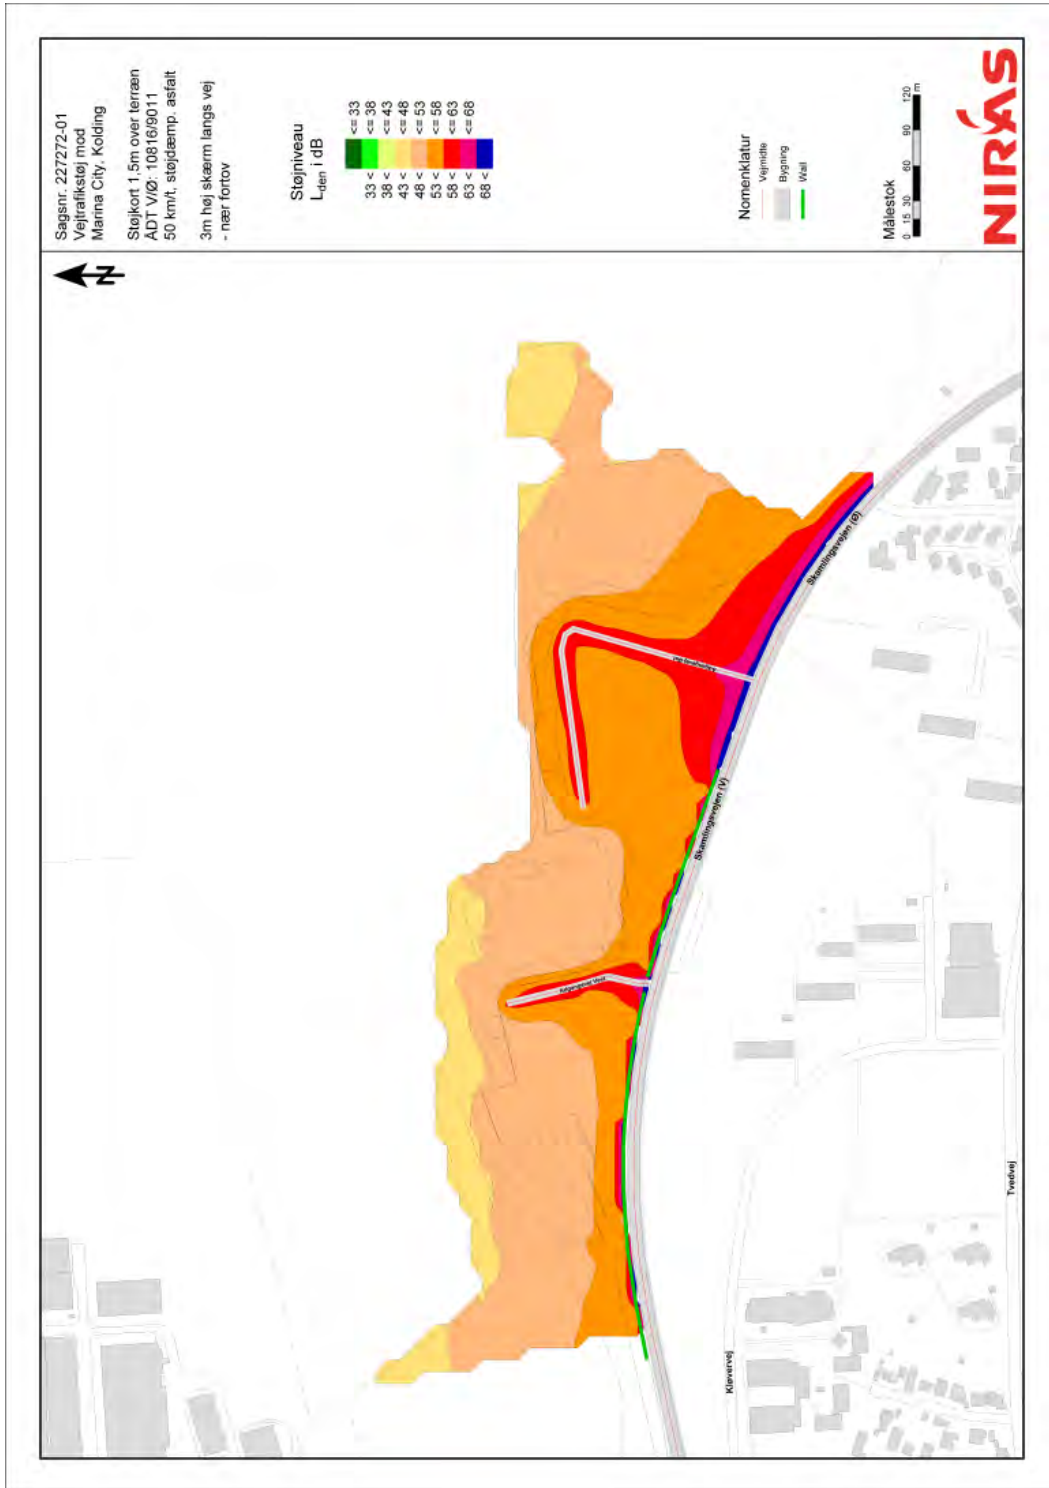 Sagsnr. 227272-01
Vejtrafikstøj mod
Marina City, Kolding
Støjkort 1,5m over terræn
ÅDT V/Ø: 10816/9011
50 km/t, støjdæmp. asfalt
3m høj skærm langs vej
- nær fortov
Støjniveau
Lden i dB
<= 33
33 < <= 38
38 < <= 43
43 < <= 48
48 < <= 53
53 < <= 58
58 < <= 63
63 < <= 68
68 <
Nomenklatur
Vejmidte
Bygning
Wall
Målestok
0 15 30 60 90 120
m
NIRÁS
N
Skamlingsvejen (Ø)
Skamlingsvejen (V)
Adgangsvej Vest
Kløvervej
Tvedvej